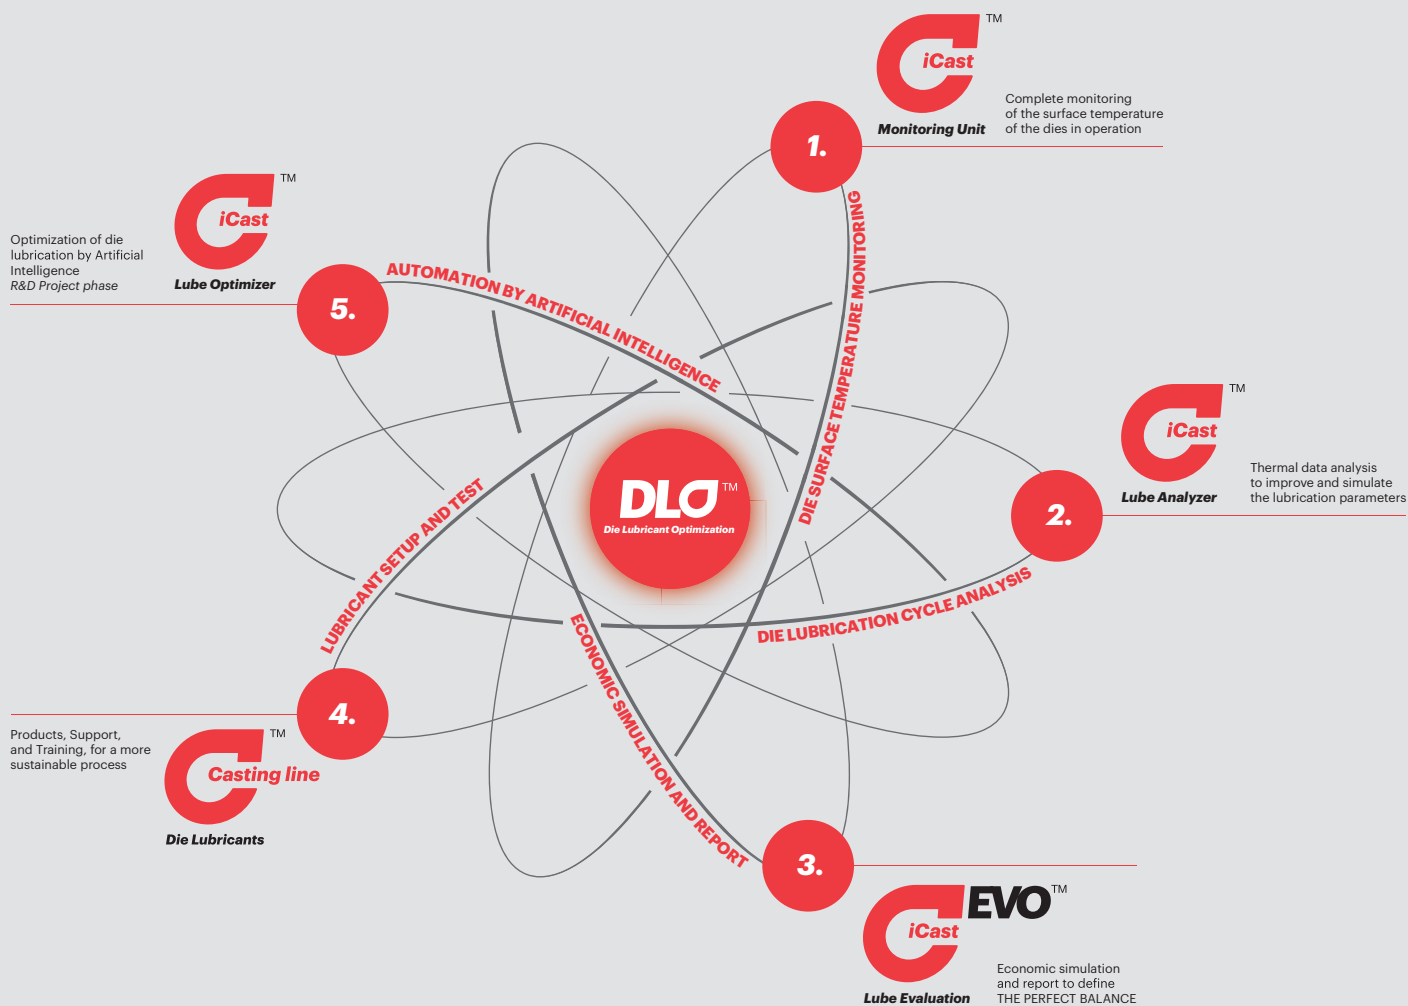 iCast
TM
Monitoring Unit
Complete monitoring
of the surface temperature
of the dies in operation
1.
DIE SURFACE TEMPERATURE MONITORING
iCast
TM
Lube Analyzer
Thermal data analysis
to improve and simulate
the lubrication parameters
2.
DIE LUBRICATION CYCLE ANALYSIS
3.
ECONOMIC SIMULATION AND REPORT
iCast
EVO
TM
Lube Evaluation
Economic simulation
and report to define
THE PERFECT BALANCE
4.
LUBRICANT SETUP AND TEST
Products, Support,
and Training, for a more
sustainable process
TM
Casting line
Die Lubricants
5.
AUTOMATION BY ARTIFICIAL INTELLIGENCE
iCast
TM
Lube Optimizer
Optimization of die
lubrication by Artificial
Intelligence
R&D Project phase
DLO
TM
Die Lubricant Optimization